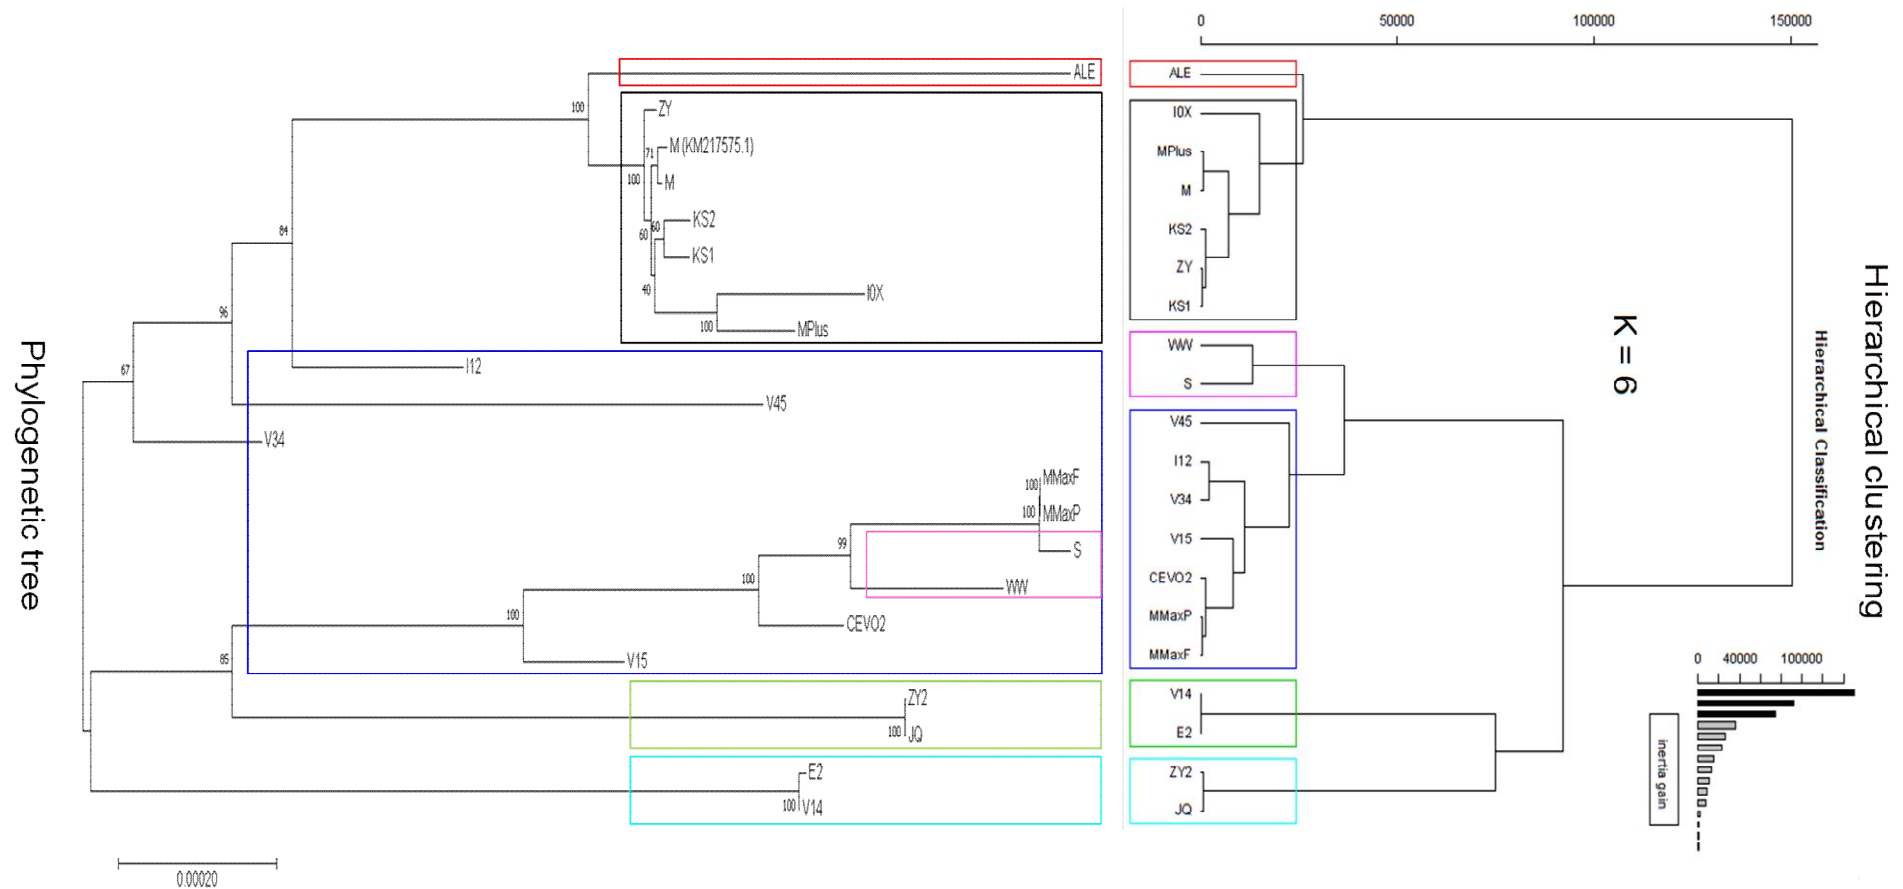 Phylogenetic tree
100
ALE
ZY
71
M (KM217575.1)
100
M
KS2
60
60
KS1
40
I0X
100
MPlus
84
96
I12
67
V45
V34
100
MMaxF
100
MMaxP
99
S
100
WW
100
CEVO2
85
V15
ZY2
100
JQ
E2
100
V14
0.00020
0
50000
100000
150000
ALE
I0X
MPlus
M
KS2
ZY
KS1
WW
S
V45
I12
V34
V15
CEVO2
MMaxP
MMaxF
V14
E2
ZY2
JQ
K = 6
Hierarchical Classification
Hierarchical clustering
0
40000
100000
inertia gain